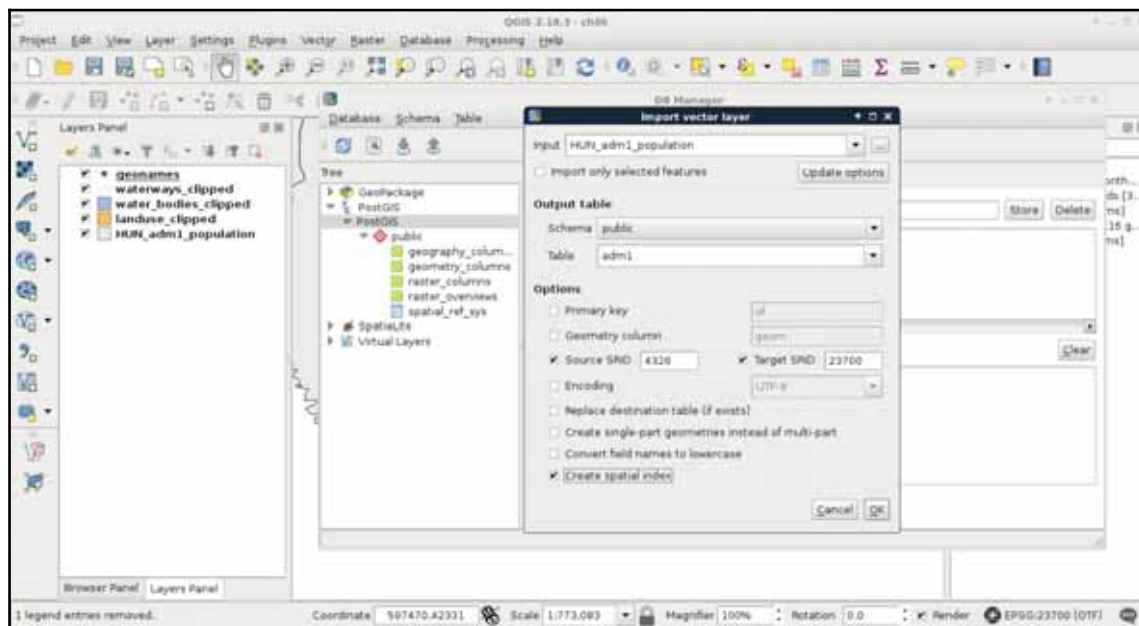 QGIS 2.18.3 - ch06
Project Edit View Layer Settings Plugins Vector Raster Database Processing Help
DB Manager
Layers Panel
geonames
waterways_clipped
water_bodies_clipped
landuse_clipped
HUN_adm1_population
Database Schema Table
Tree
GeoPackage
PostGIS
PostGIS
public
geography_colum...
geometry_columns
raster_columns
raster_overviews
spatial_ref_sys
SpatiaLite
Virtual Layers
Import vector layer
Input HUN_adm1_population ...
Import only selected features Update options
Output table
Schema public
Table adm1
Options
Primary key id
Geometry column geom
Source SRID 4326 Target SRID 23700
Encoding UTF-8
Replace destination table (if exists)
Create single-part geometries instead of multi-part
Convert field names to lowercase
Create spatial index
Cancel OK
Store Delete
Clear
Browser Panel Layers Panel
1 legend entries removed. Coordinate 597470,42331 Scale 1:773,083 Magnifier 100% Rotation 0.0 Render EPSG:23700 (OTF)